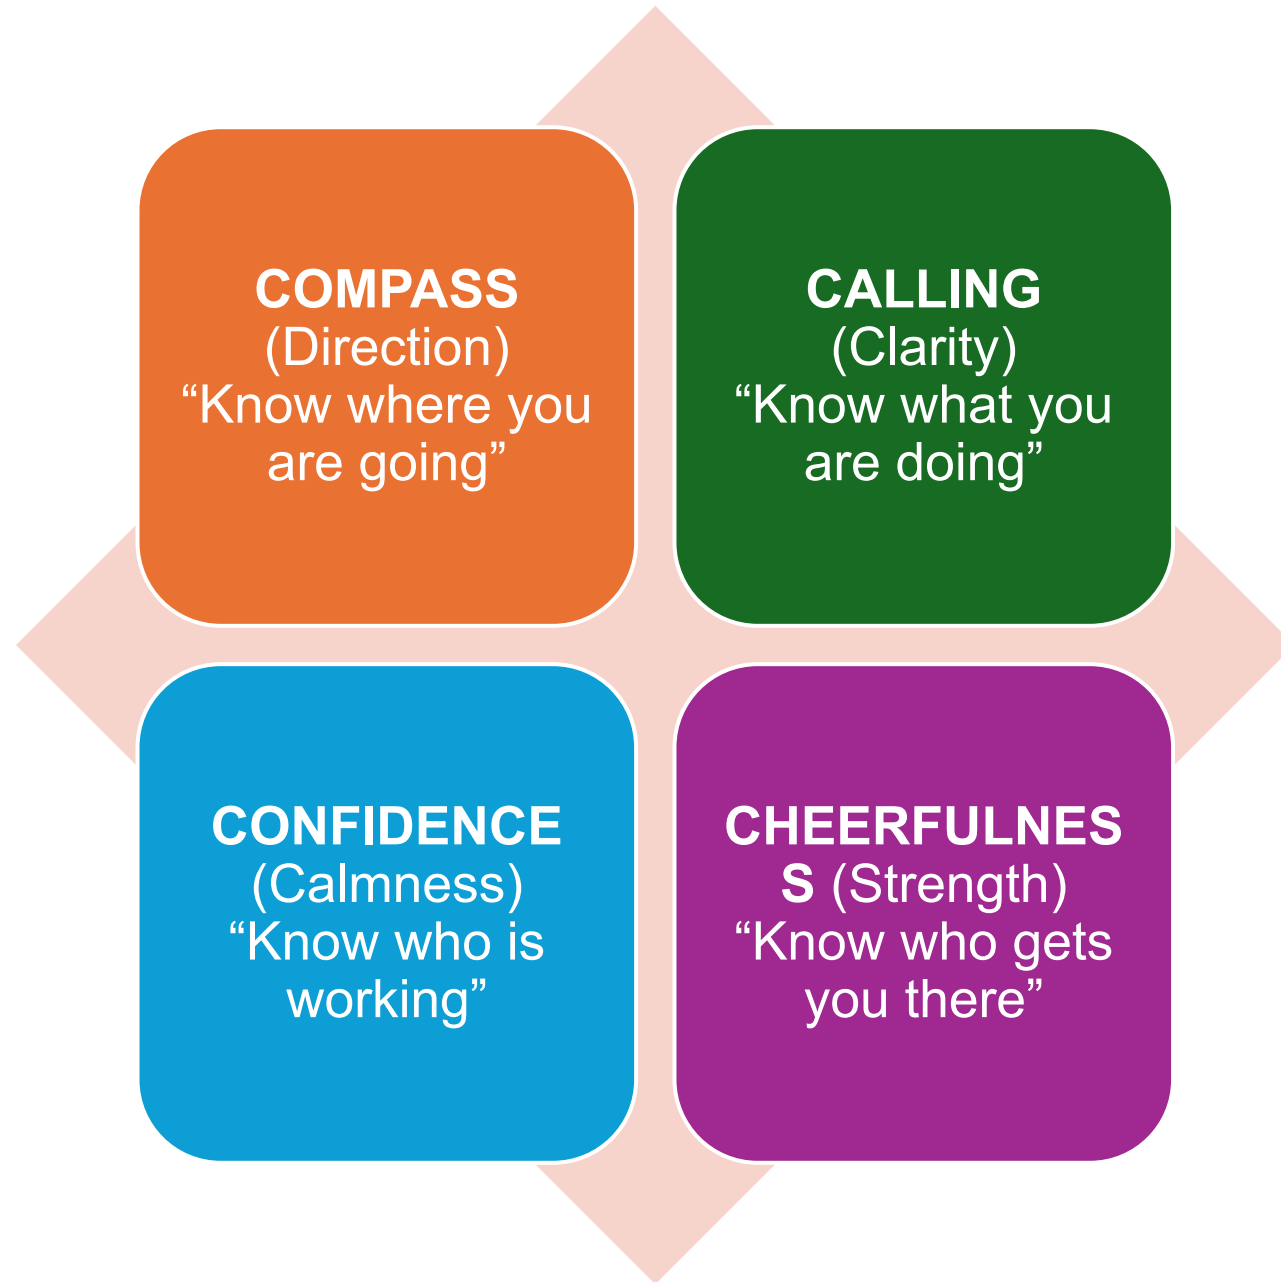 COMPASS
(Direction)
“Know where you
are going”
CALLING
(Clarity)
“Know what you
are doing”
CONFIDENCE
(Calmness)
“Know who is
working”
CHEERFULNES
S (Strength)
“Know who gets
you there”